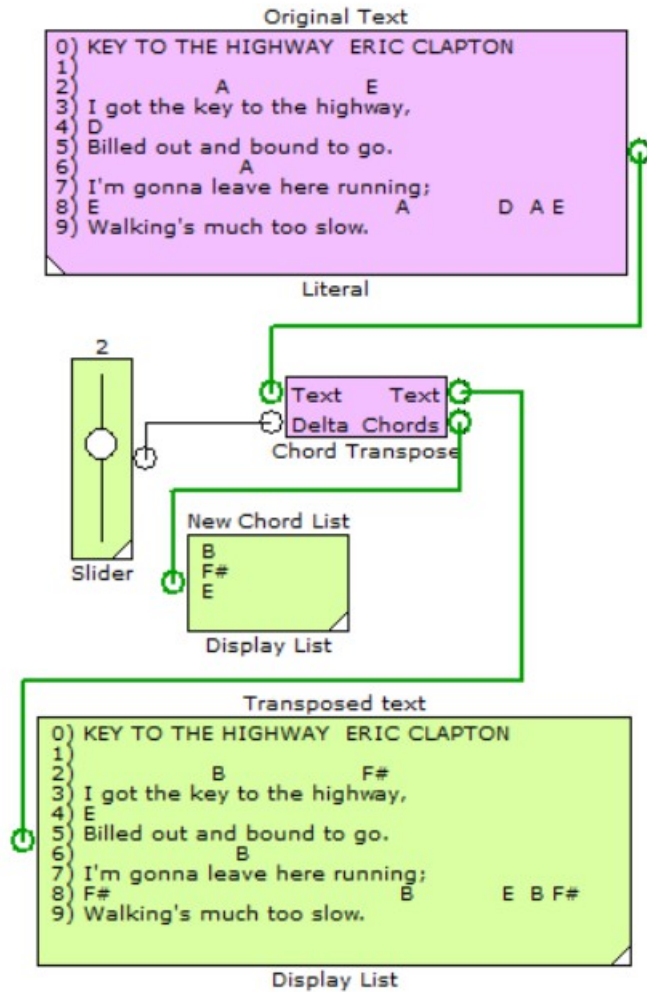 Original Text
0) KEY TO THE HIGHWAY  ERIC CLAPTON
1)
2)                A                 E
3) I got the key to the highway,
4) D
5) Billed out and bound to go.
6)                   A
7) I'm gonna leave here running;
8) E                                     A           D  A E
9) Walking's much too slow.
Literal
2
Text Text
Delta Chords
Chord Transpose
Slider
New Chord List
B
F#
E
Display List
Transposed text
0) KEY TO THE HIGHWAY  ERIC CLAPTON
1)
2)                B                 F#
3) I got the key to the highway,
4) E
5) Billed out and bound to go.
6)                   B
7) I'm gonna leave here running;
8) F#                                    B           E  B F#
9) Walking's much too slow.
Display List